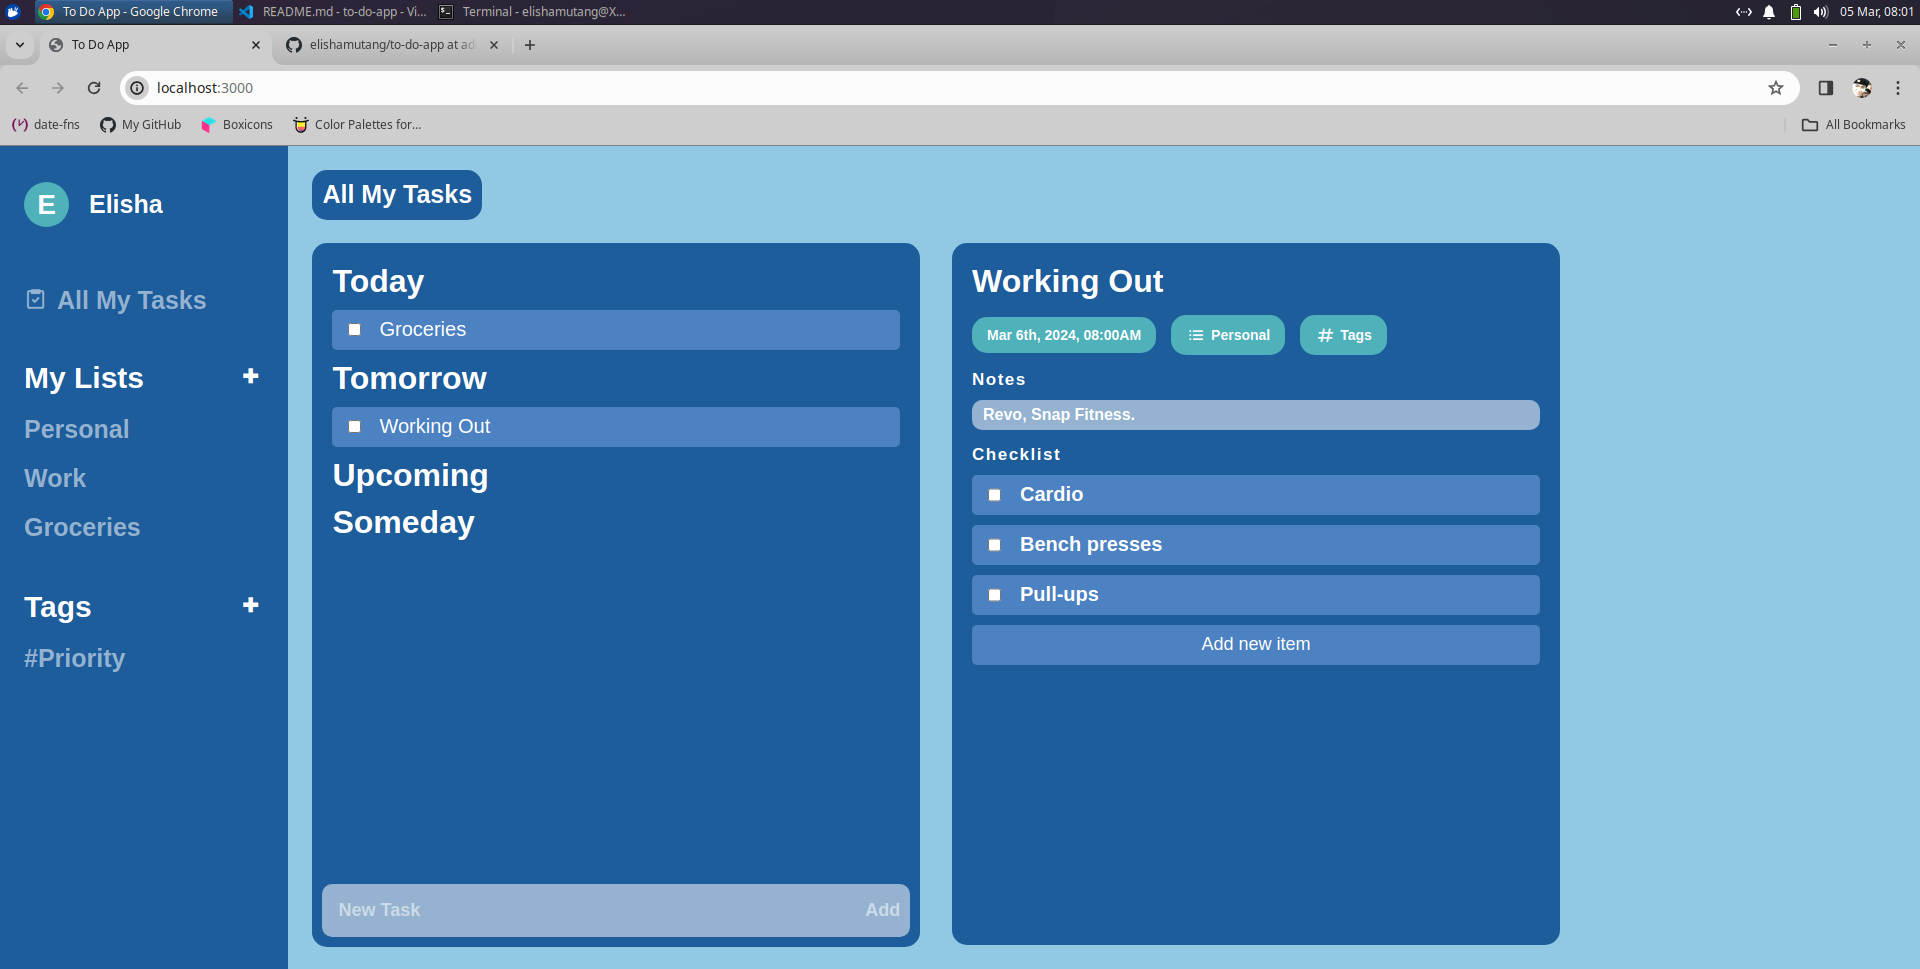 To Do App - Google Chrome
README.md - to-do-app - Vi...
Terminal - elishamutang@X...
05 Mar, 08:01
To Do App
elishamutang/to-do-app at ad
localhost:3000
date-fns
My GitHub
Boxicons
Color Palettes for...
All Bookmarks
E
Elisha
All My Tasks
My Lists
Personal
Work
Groceries
Tags
#Priority
All My Tasks
Today
Groceries
Tomorrow
Working Out
Upcoming
Someday
New Task
Add
Working Out
Mar 6th, 2024, 08:00AM
Personal
Tags
Notes
Revo, Snap Fitness.
Checklist
Cardio
Bench presses
Pull-ups
Add new item